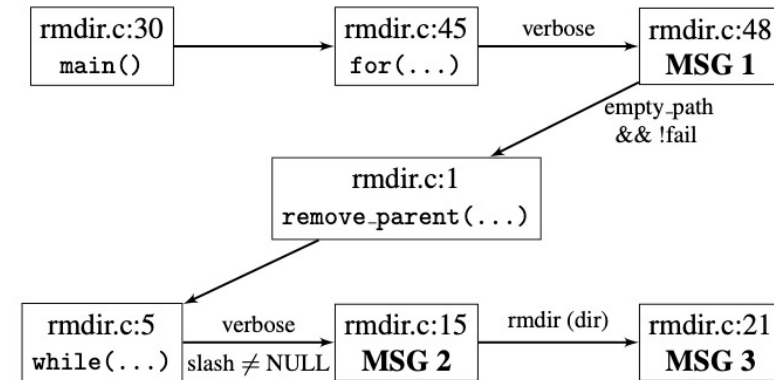 rmdir.c:30
main()
rmdir.c:45
for(...)
verbose
rmdir.c:48
MSG 1
empty_path
&& !fail
rmdir.c:1
remove_parent(...)
rmdir.c:5
while(...)
verbose
slash ≠ NULL
rmdir.c:15
MSG 2
rmdir (dir)
rmdir.c:21
MSG 3